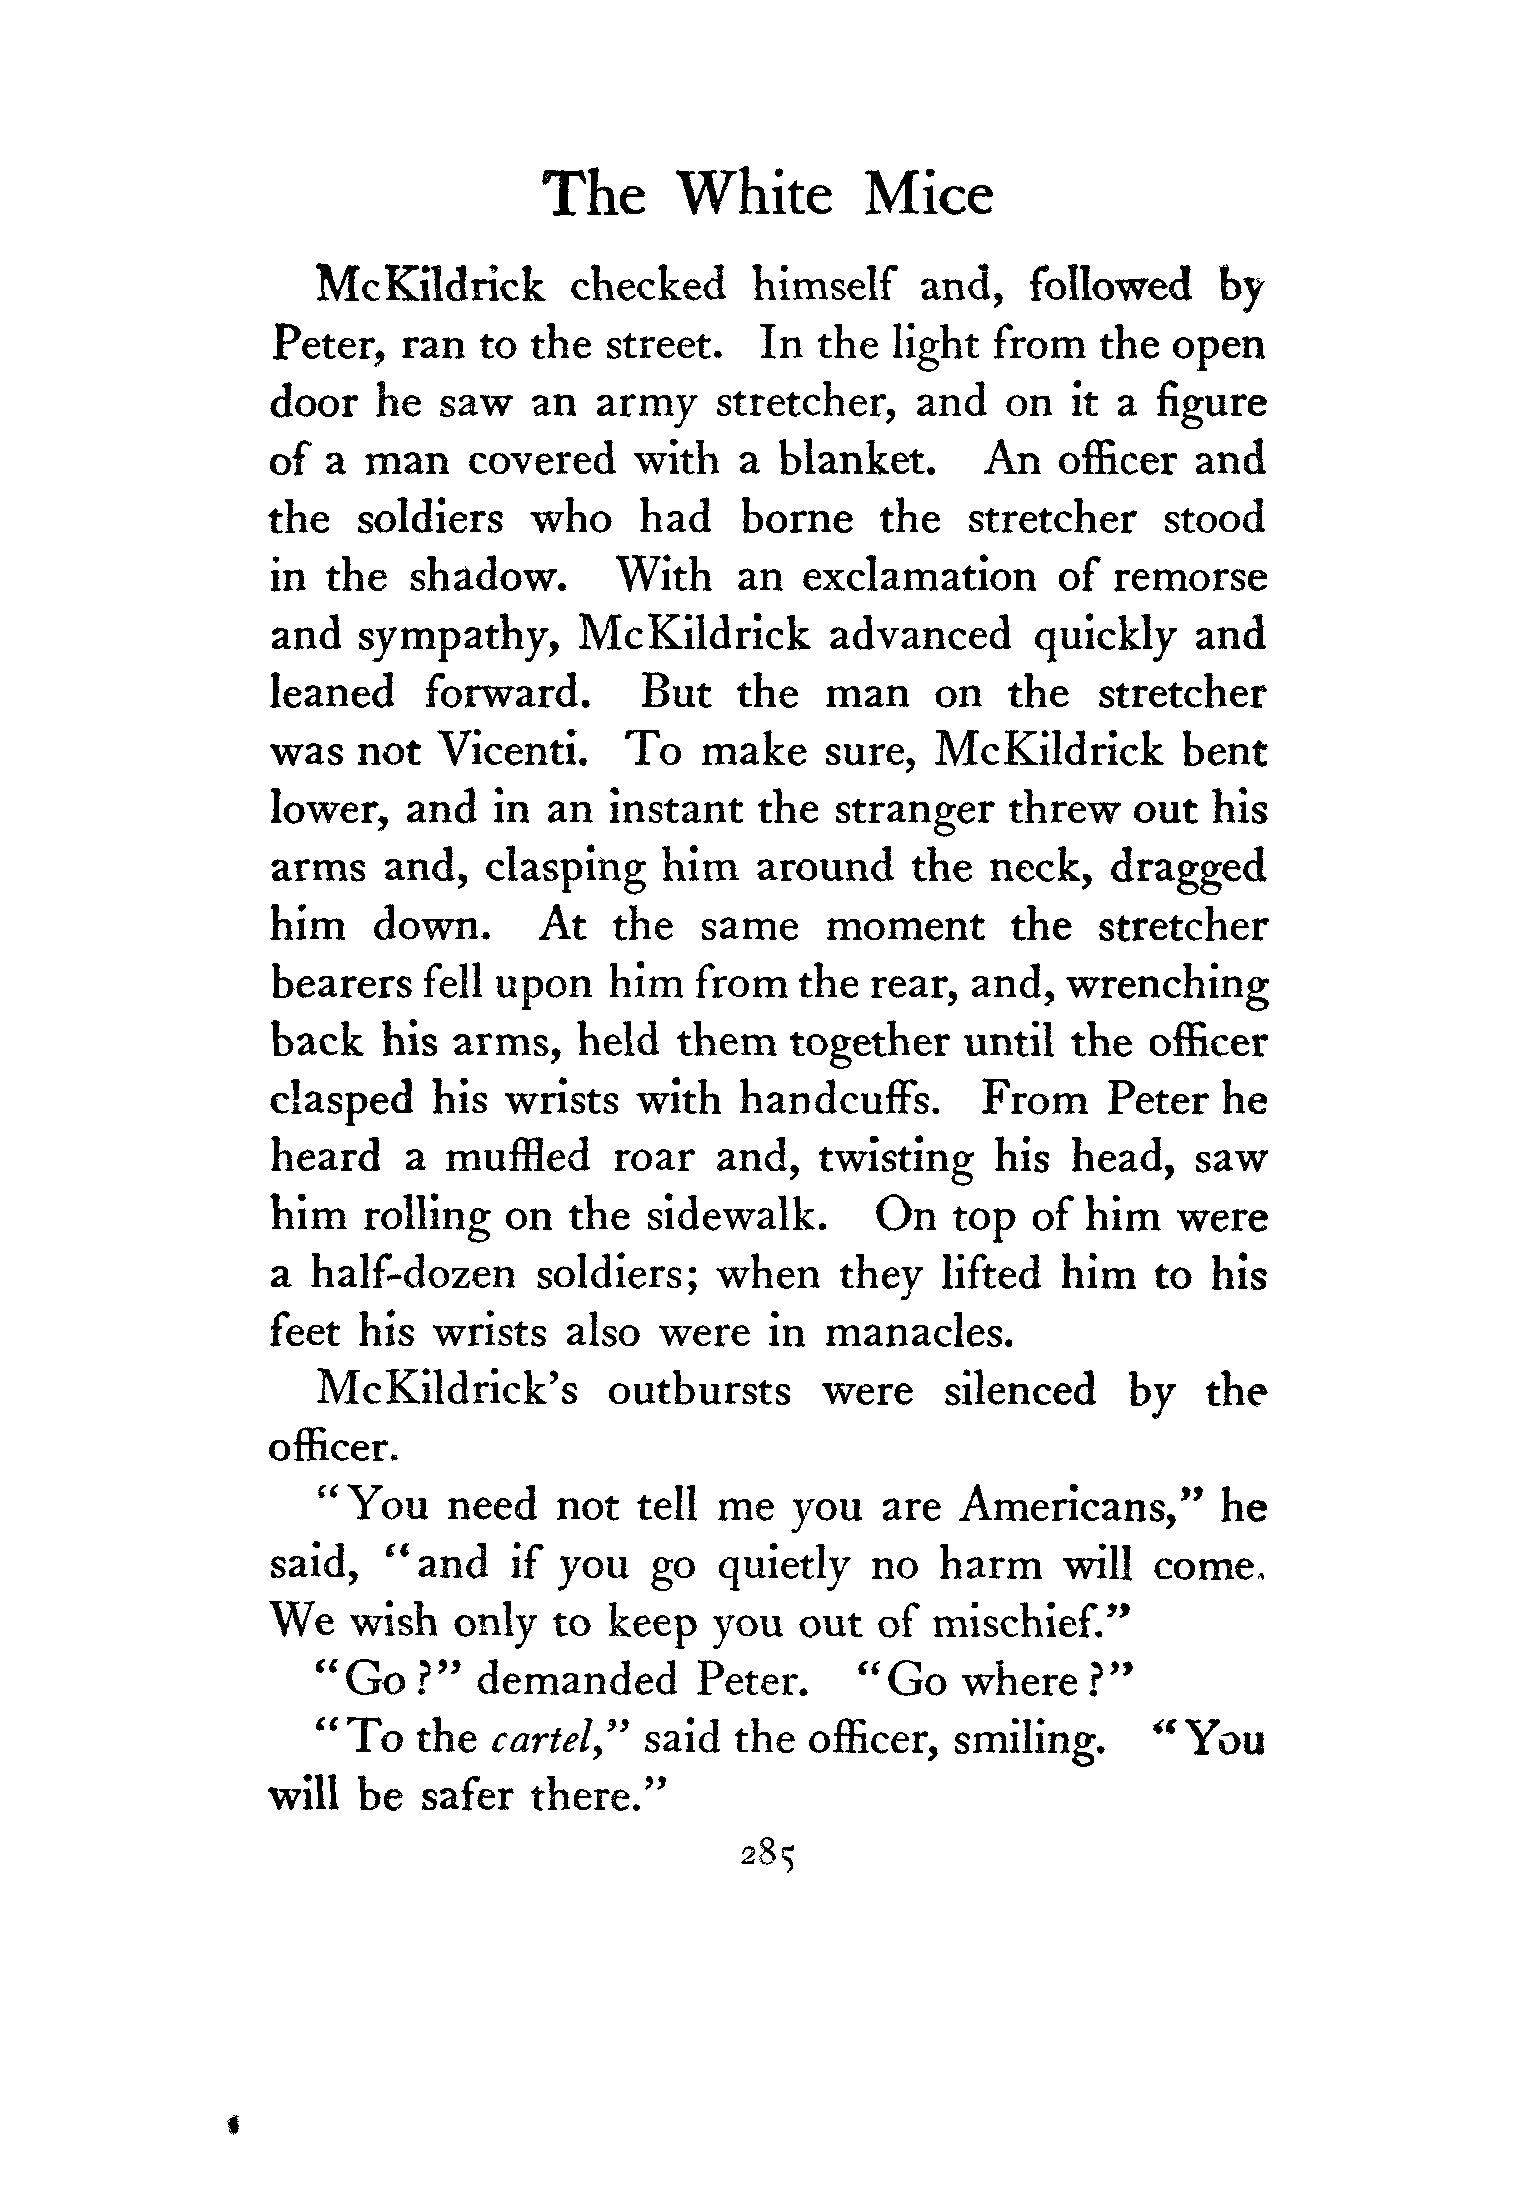 The White Mice
McKildrick checked himself and, followed by
Peter, ran to the street. In the light from the open
door he saw an army stretcher, and on it a figure
of a man covered with a blanket. An officer and
the soldiers who had borne the stretcher stood
in the shadow. With an exclamation of remorse
and sympathy, McKildrick advanced quickly and
leaned forward. But the man on the stretcher
was not Vicenti. To make sure, McKildrick bent
lower, and in an instant the stranger threw out his
arms and, clasping him around the neck, dragged
him down. At the same moment the stretcher
bearers fell upon him from the rear, and, wrenching
back his arms, held them together until the officer
clasped his wrists with handcuffs. From Peter he
heard a muffled roar and, twisting his head, saw
him rolling on the sidewalk. On top of him were
a half-dozen soldiers; when they lifted him to his
feet his wrists also were in manacles.
McKildrick's outbursts were silenced by the
officer.
"You need not tell me you are Americans," he
said, "and if you go quietly no harm will come.
We wish only to keep you out of mischief."
"Go?" demanded Peter. "Go where?"
"To the cartel," said the officer, smiling. "You
will be safer there."
285